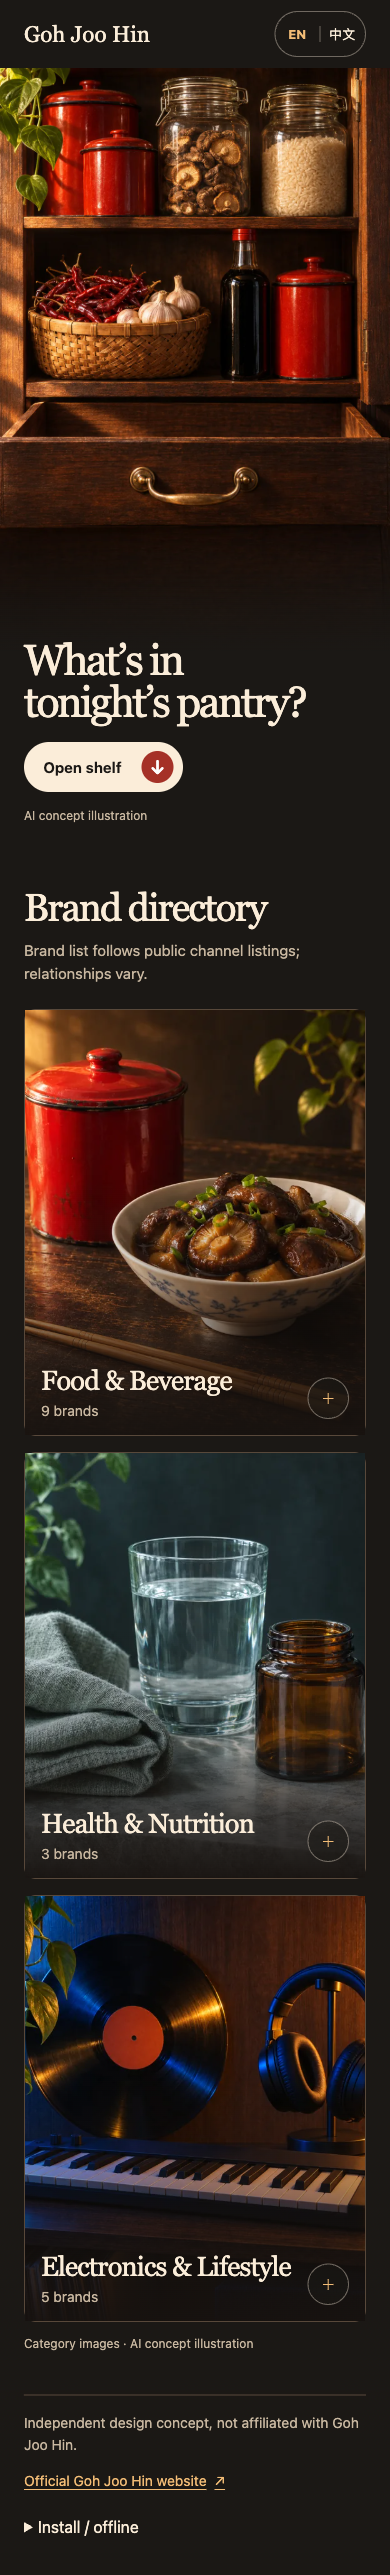 Goh Joo Hin
EN | 中文
What's in
tonight's pantry?
Open shelf
AI concept illustration
Brand directory
Brand list follows public channel listings;
relationships vary.
Food & Beverage
9 brands
Health & Nutrition
3 brands
Electronics & Lifestyle
5 brands
Category images · AI concept illustration
Independent design concept, not affiliated with Goh
Joo Hin.
Official Goh Joo Hin website ↗
Install / offline